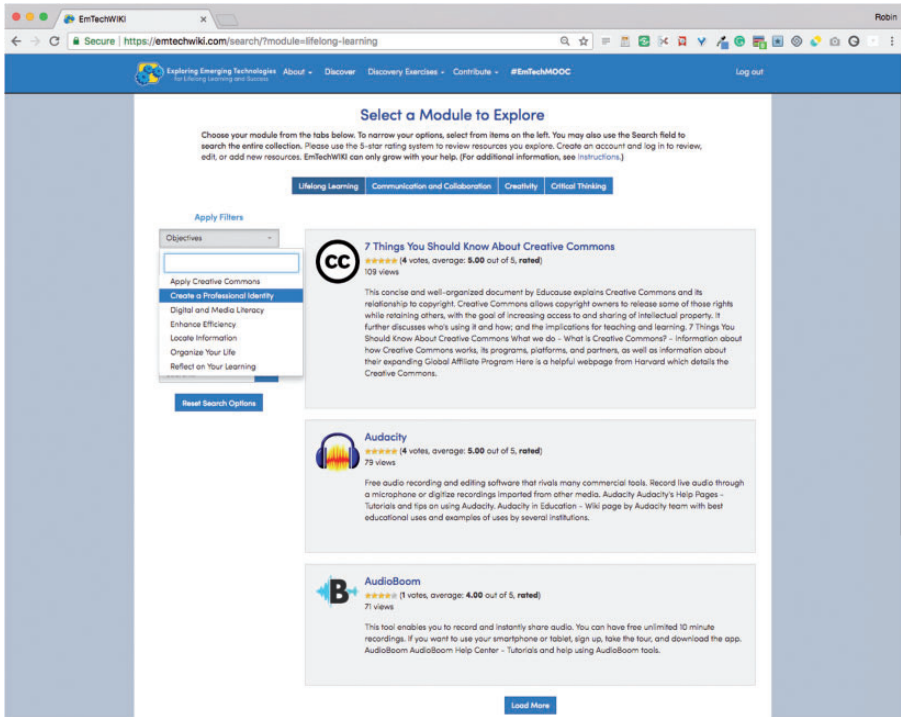 EmTechWIKI
Robin
Secure | https://emtechwiki.com/search/?module=lifelong-learning
Exploring Emerging Technologies
for Lifelong Learning and Success
About
Discover
Discovery Exercises
Contribute
#EmTechMOOC
Log out
Select a Module to Explore
Choose your module from the tabs below. To narrow your options, select from items on the left. You may also use the Search field to
search the entire collection. Please use the 5-star rating system to review resources you explore. Create an account and log in to review,
edit, or add new resources. EmTechWIKI can only grow with your help. (For additional information, see instructions.)
Lifelong Learning
Communication and Collaboration
Creativity
Critical Thinking
Apply Filters
Objectives
Apply Creative Commons
Create a Professional Identity
Digital and Media Literacy
Enhance Efficiency
Locate Information
Organize Your Life
Reflect on Your Learning
Reset Search Options
cc
7 Things You Should Know About Creative Commons
(4 votes, average: 5.00 out of 5, rated)
109 views
This concise and well-organized document by Educause explains Creative Commons and its
relationship to copyright. Creative Commons allows copyright owners to release some of those rights
while retaining others, with the goal of increasing access to and sharing of intellectual property. It
further discusses who's using it and how; and the implications for teaching and learning. 7 Things You
Should Know About Creative Commons What we do - What is Creative Commons? - Information about
how Creative Commons works, its programs, platforms, and partners, as well as information about
their expanding Global Affiliate Program Here is a helpful webpage from Harvard which details the
Creative Commons.
Audacity
(4 votes, average: 5.00 out of 5, rated)
79 views
Free audio recording and editing software that rivals many commercial tools. Record live audio through
a microphone or digitize recordings imported from other media. Audacity Audacity's Help Pages -
Tutorials and tips on using Audacity. Audacity in Education - Wiki page by Audacity team with best
educational uses and examples of uses by several institutions.
B
AudioBoom
(1 votes, average: 4.00 out of 5, rated)
71 views
This tool enables you to record and instantly share audio. You can have free unlimited 10 minute
recordings. If you want to use your smartphone or tablet, sign up, take the tour, and download the app.
AudioBoom AudioBoom Help Center - Tutorials and help using AudioBoom tools.
Load More